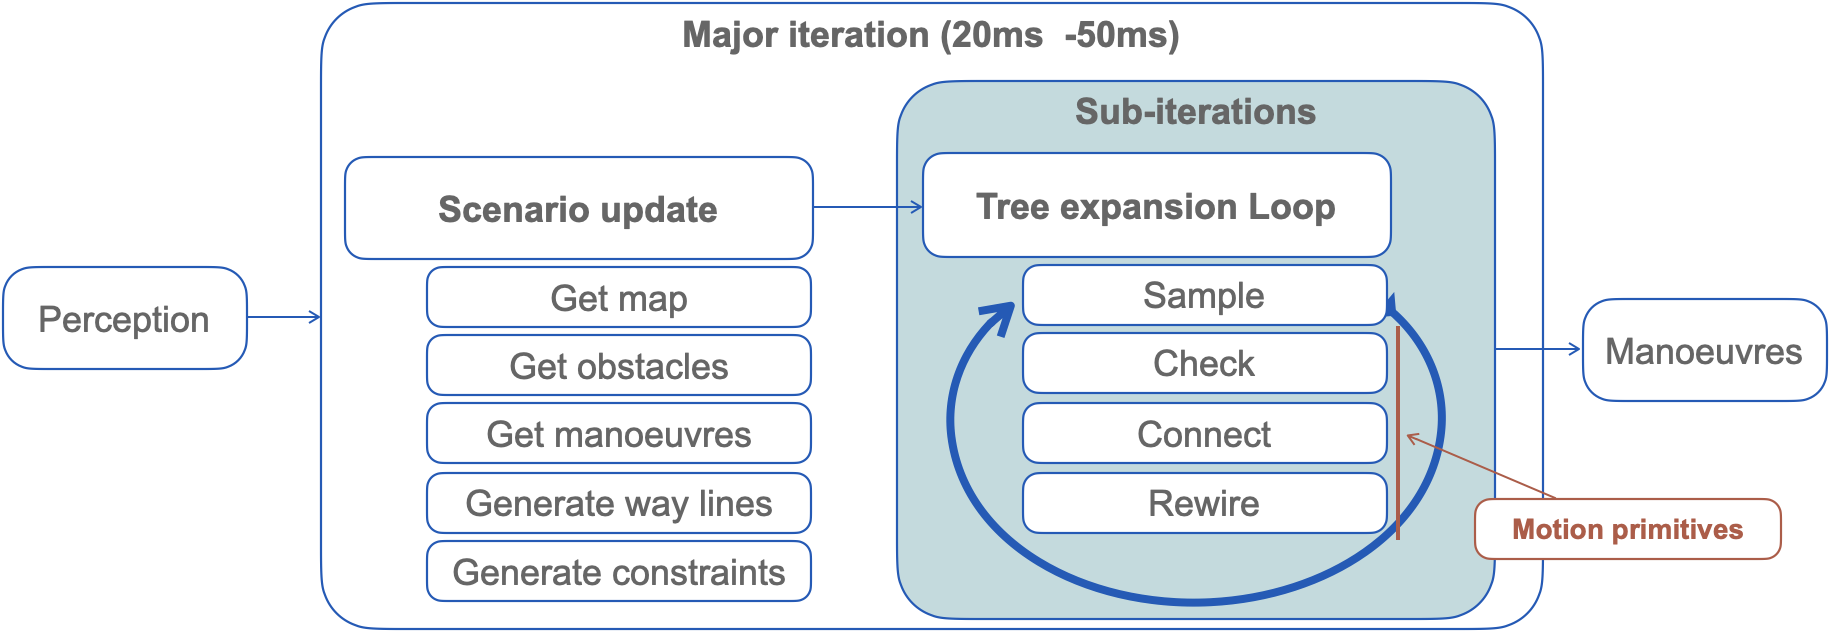 Major iteration (20ms -50ms)
Sub-iterations
Scenario update
Tree expansion Loop
Perception
Get map
Get obstacles
Get manoeuvres
Generate way lines
Generate constraints
Sample
Check
Connect
Rewire
Motion primitives
Manoeuvres